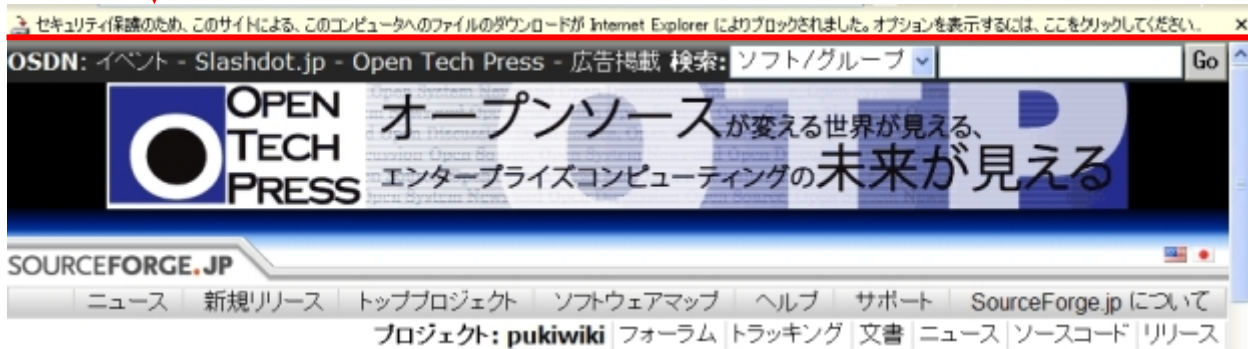 セキュリティ保護のため、このサイトによる、このコンピュータへのファイルのダウンロードが Internet Explorer によりブロックされました。オプションを表示するには、ここをクリックしてください。 ×
OSDN: イベント - Slashdot.jp - Open Tech Press - 広告掲載 検索: ソフト/グループ Go
OPEN TECH PRESS
オープンソースが変える世界が見える、
エンタープライズコンピューティングの未来が見える
SOURCEFORGE.JP
ニュース 新規リリース トッププロジェクト ソフトウェアマップ ヘルプ サポート SourceForge.jp について
プロジェクト: pukiwiki フォーラム トラッキング 文書 ニュース ソースコード リリース